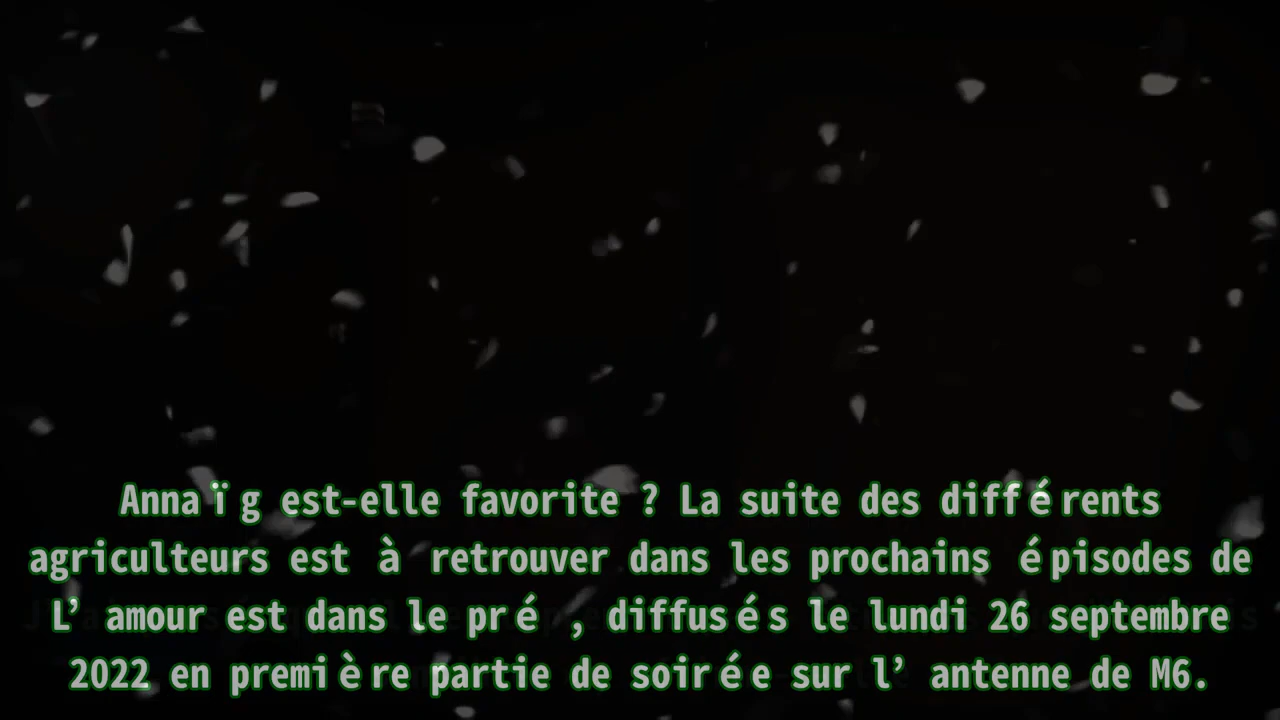 Annaïg est-elle favorite ? La suite des différents
agriculteurs est à retrouver dans les prochains épisodes de
L’ amour est dans le pré , diffusés le lundi 26 septembre
2022 en première partie de soirée sur l’ antenne de M6.